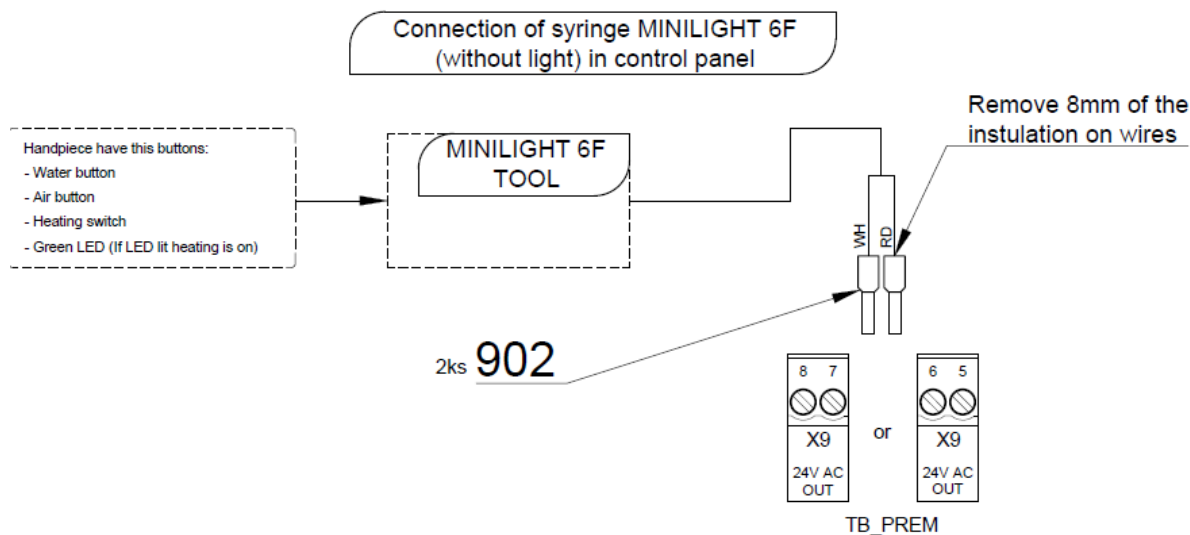 Connection of syringe MINILIGHT 6F
(without light) in control panel
Remove 8mm of the
instulation on wires
Handpiece have this buttons:
- Water button
- Air button
- Heating switch
- Green LED (If LED lit heating is on)
MINILIGHT 6F
TOOL
WH
RD
2ks 902
8 7
X9
24V AC
OUT
or
6 5
X9
24V AC
OUT
TB_PREM